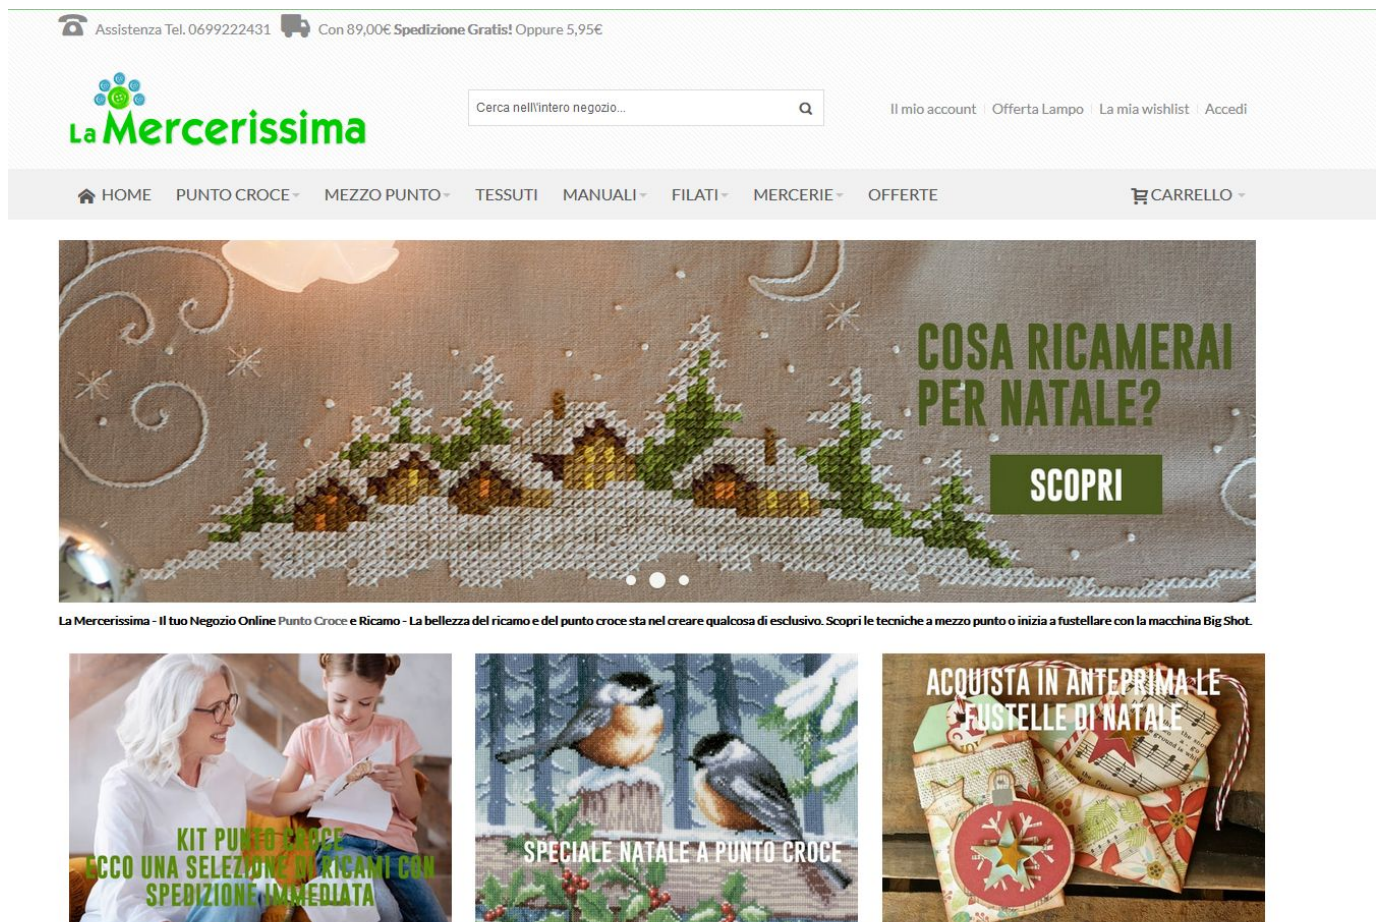 Assistenza Tel. 0699222431 Con 89,00€ Spedizione Gratis! Oppure 5,95€
La Mercerissima
Cerca nell\'intero negozio...
Il mio account Offerta Lampo La mia wishlist Accedi
HOME PUNTO CROCE MEZZO PUNTO TESSUTI MANUALI FILATI MERCERIE OFFERTE CARRELLO
COSA RICAMERAI
PER NATALE?
SCOPRI
La Mercerissima - Il tuo Negozio Online Punto Croce e Ricamo - La bellezza del ricamo e del punto croce sta nel creare qualcosa di esclusivo. Scopri le tecniche a mezzo punto o inizia a fustellare con la macchina Big Shot.
KIT PUNTO CROCE
ECCO UNA SELEZIONE DI RICAMI CON
SPEDIZIONE IMMEDIATA
SPECIALE NATALE A PUNTO CROCE
ACQUISTA IN ANTEPRIMA LE
FUSTELLE DI NATALE